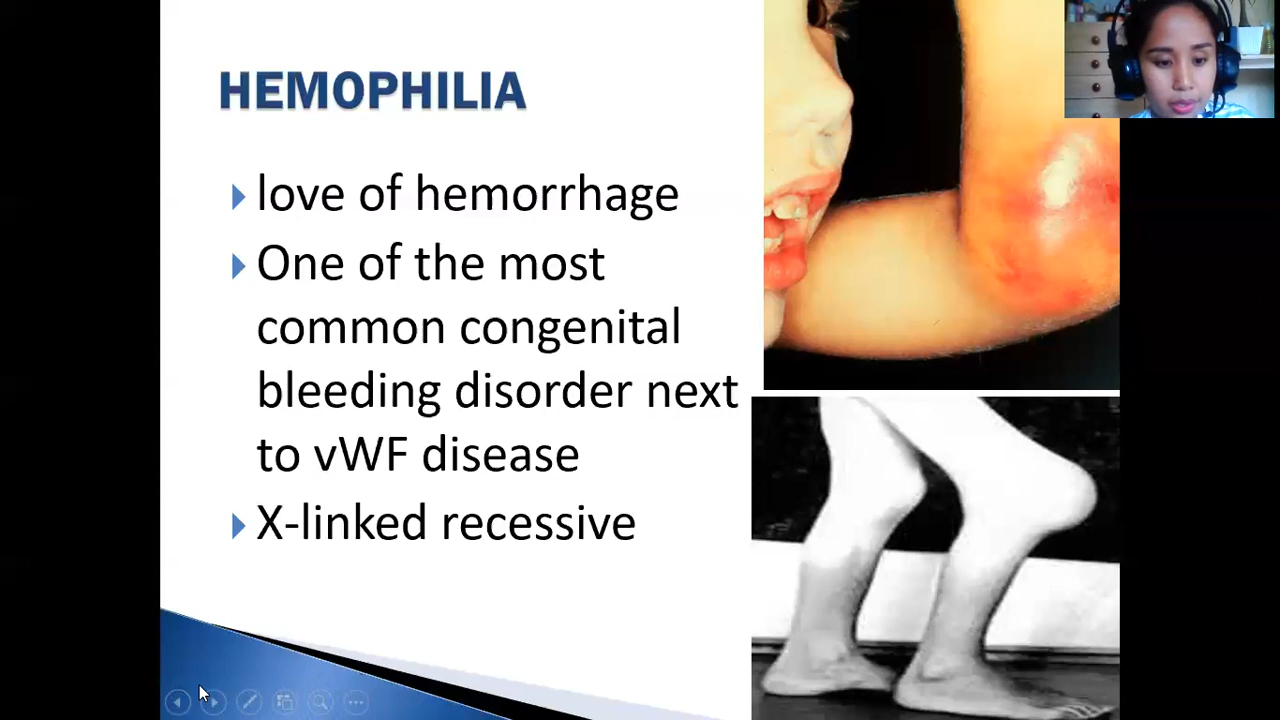 HEMOPHILIA
love of hemorrhage
One of the most
common congenital
bleeding disorder next
to vWF disease
X-linked recessive